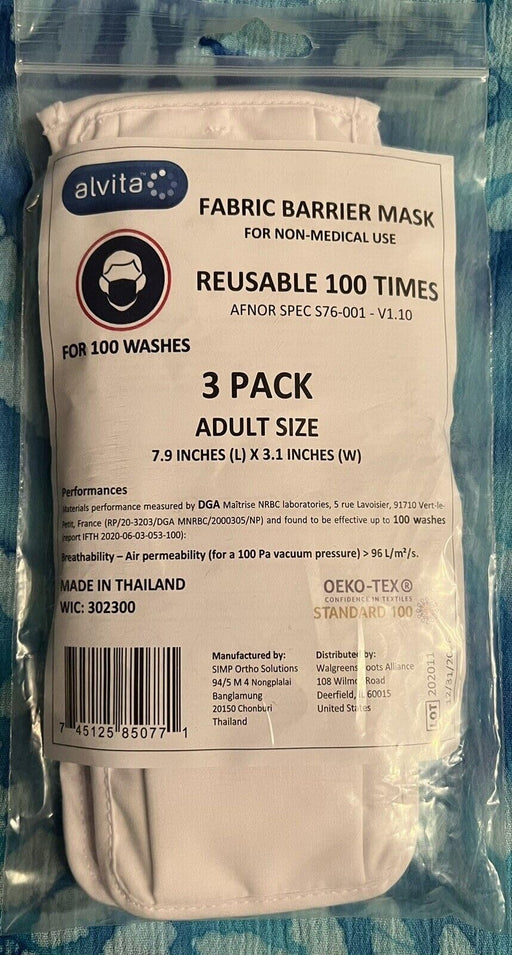 alvita™
FABRIC BARRIER MASK
FOR NON-MEDICAL USE
REUSABLE 100 TIMES
AFNOR SPEC S76-001 - V1.10
FOR 100 WASHES
3 PACK
ADULT SIZE
7.9 INCHES (L) X 3.1 INCHES (W)
Performances
Materials performance measured by DGA Maîtrise NRBC laboratories, 5 rue Lavoisier, 91710 Vert-le-
Petit, France (RP/20-3203/DGA MNRBC/2000305/NP) and found to be effective up to 100 washes
(report IFTH 2020-06-03-053-100):
Breathability – Air permeability (for a 100 Pa vacuum pressure) > 96 L/m²/s.
MADE IN THAILAND
WIC: 302300
OEKO-TEX®
CONFIDENCE IN TEXTILES
STANDARD 100
Manufactured by:
SIMP Ortho Solutions
94/5 M 4 Nongplalai
Banglamung
20150 Chonburi
Thailand
Distributed by:
Walgreens Boots Alliance
108 Wilmot Road
Deerfield, IL 60015
United States
LOT 202011
12/31/20
7 45125 85077 1